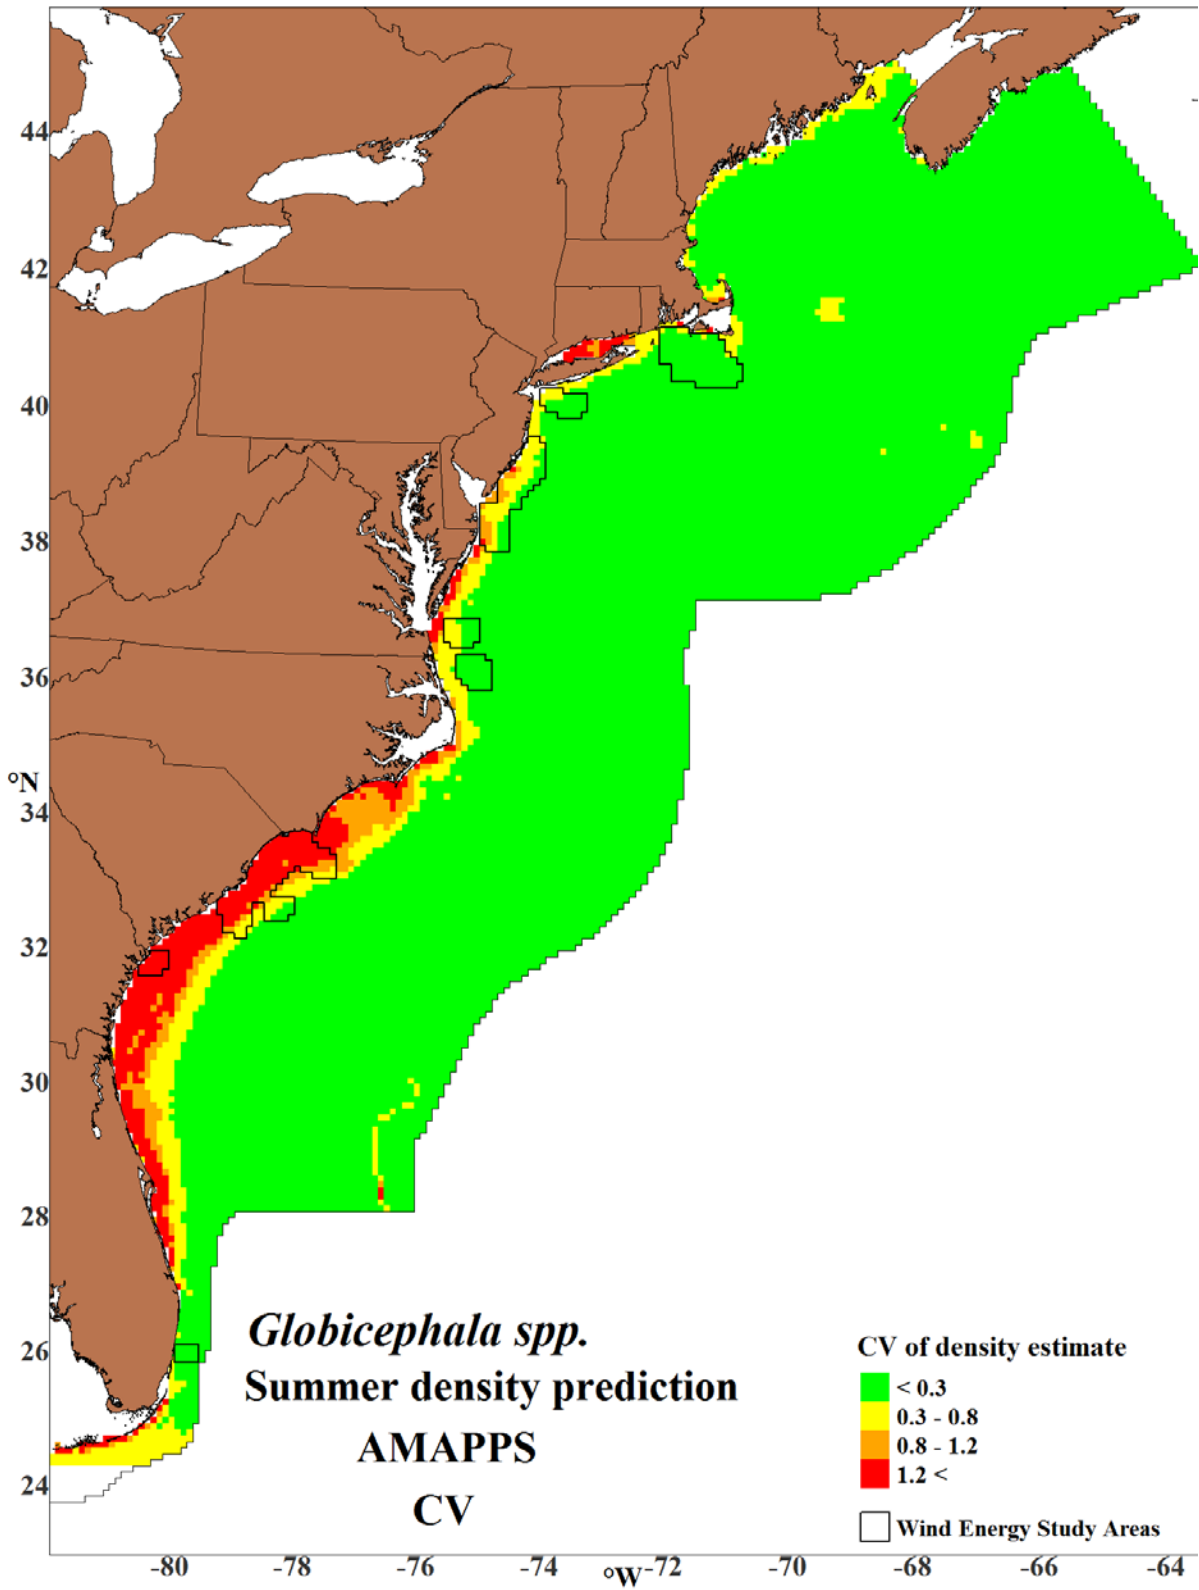 44
42
40
38
36
°N
34
32
30
28
26
24
Globicephala spp.
Summer density prediction
AMAPPS
CV
CV of density estimate
< 0.3
0.3 - 0.8
0.8 - 1.2
1.2 <
Wind Energy Study Areas
-80 -78 -76 -74 °W -72 -70 -68 -66 -64